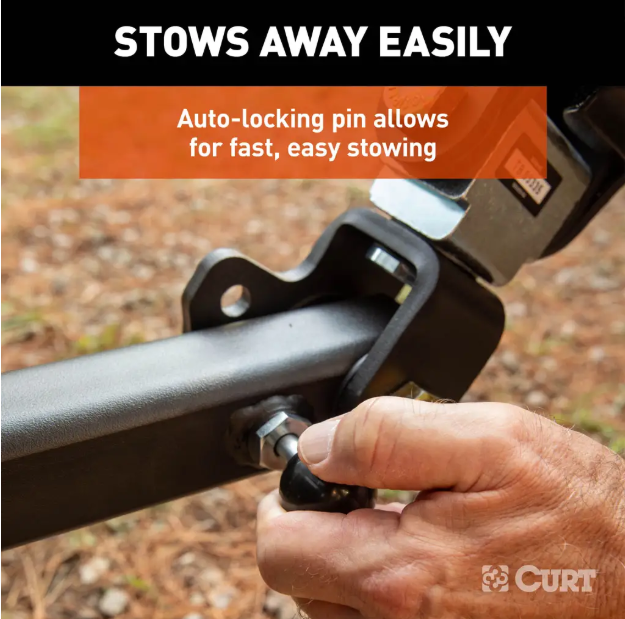 STOWS AWAY EASILY
Auto-locking pin allows
for fast, easy stowing
CURT